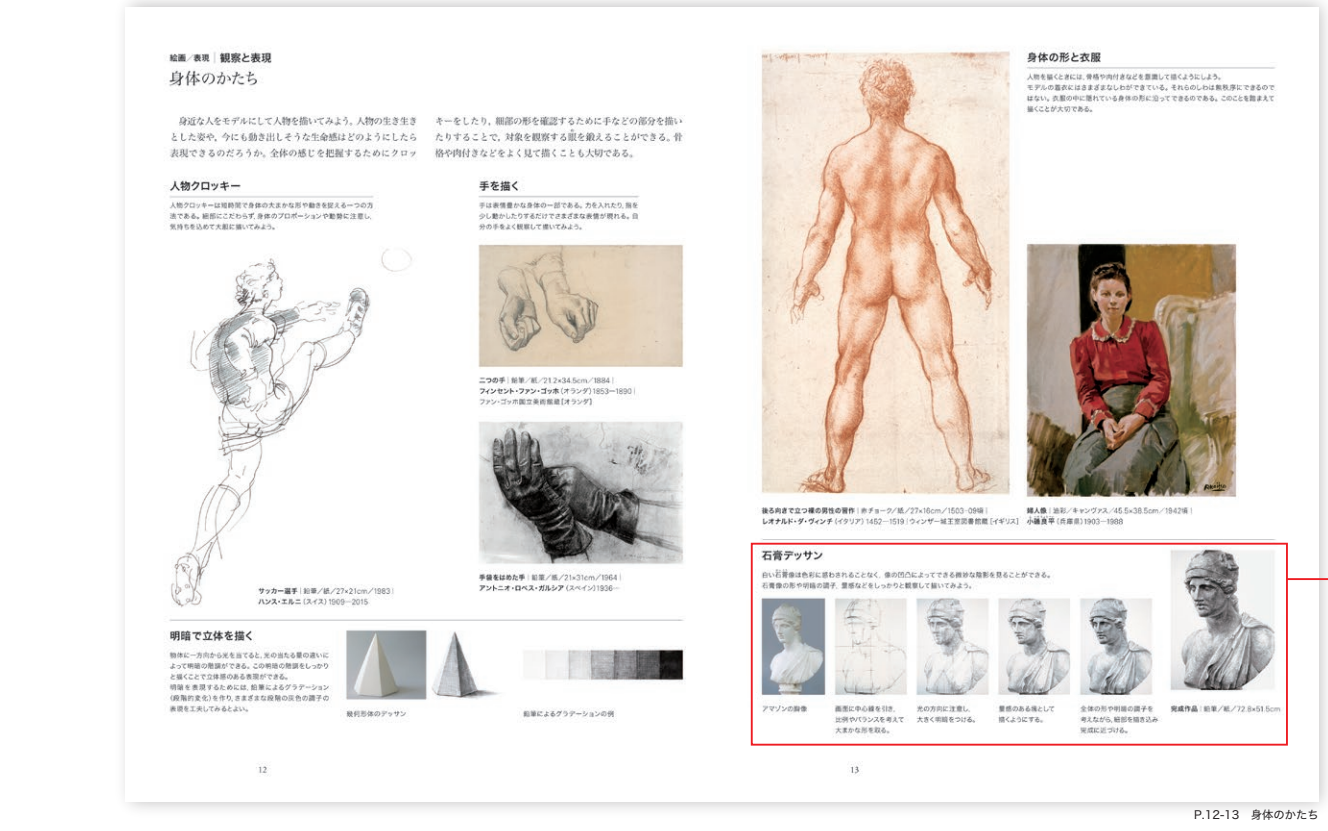 絵画／表現｜観察と表現
身体のかたち
身近な人をモデルにして人物を描いてみよう。人物の生き生き
とした姿や、今にも動き出しそうな生命感はどのようにしたら
表現できるのだろうか。全体の感じを把握するためにクロッ
キーをしたり、細部の形を確認するために手などの部分を描い
たりすることで、対象を観察する眼を鍛えることができる。骨
格や肉付きなどをよく見て描くことも大切である。
人物クロッキー
人物クロッキーは短時間で身体の大まかな形や動きを捉える一つの方
法である。細部にこだわらず、身体のプロポーションや動勢に注意し、
気持ちを込めて大胆に描いてみよう。
サッカー選手｜鉛筆／紙／27×21cm／1983｜
ハンス・エルニ（スイス）1909—2015
手を描く
手は表情豊かな身体の一部である。力を入れたり、指を
少し動かしたりするだけでさまざまな表情が現れる。自
分の手をよく観察して描いてみよう。
二つの手｜鉛筆／紙／21.2×34.5cm／1884｜
フィンセント・ファン・ゴッホ（オランダ）1853—1890｜
ファン・ゴッホ国立美術館蔵［オランダ］
手袋をはめた手｜鉛筆／紙／21×31cm／1964｜
アントニオ・ロペス・ガルシア（スペイン）1936—
明暗で立体を描く
物体に一方向から光を当てると、光の当たる量の違いに
よって明暗の階調ができる。この明暗の階調をしっかり
と描くことで立体感のある表現ができる。
明暗を表現するためには、鉛筆によるグラデーション
（段階的変化）を作り、さまざまな段階の灰色の調子の
表現を工夫してみるとよい。
幾何形体のデッサン
鉛筆によるグラデーションの例
12
後ろ向きで立つ裸の男性の習作｜赤チョーク／紙／27×16cm／1503-09頃｜
レオナルド・ダ・ヴィンチ（イタリア）1452—1519｜ウィンザー城王室図書館蔵［イギリス］
身体の形と衣服
人物を描くときには、骨格や肉付きなどを意識して描くようにしよう。
モデルの着衣にはさまざまなしわができている。それらのしわは無秩序にできるので
はない。衣服の中に隠れている身体の形に沿ってできるのである。このことを踏まえて
描くことが大切である。
婦人像｜油彩／キャンヴァス／45.5×38.5cm／1942頃｜
小磯良平（兵庫県）1903—1988
石膏デッサン
白い石膏像は色彩に惑わされることなく、像の凹凸によってできる微妙な陰影を見ることができる。
石膏像の形や明暗の調子、量感などをしっかりと観察して描いてみよう。
アマゾンの胸像
画面に中心線を引き、
比例やバランスを考えて
大まかな形を取る。
光の方向に注意し、
大きく明暗をつける。
量感のある塊として
描くようにする。
全体の形や明暗の調子を
考えながら、細部を描き込み
完成に近づける。
完成作品｜鉛筆／紙／72.8×51.5cm
13
P.12-13 身体のかたち